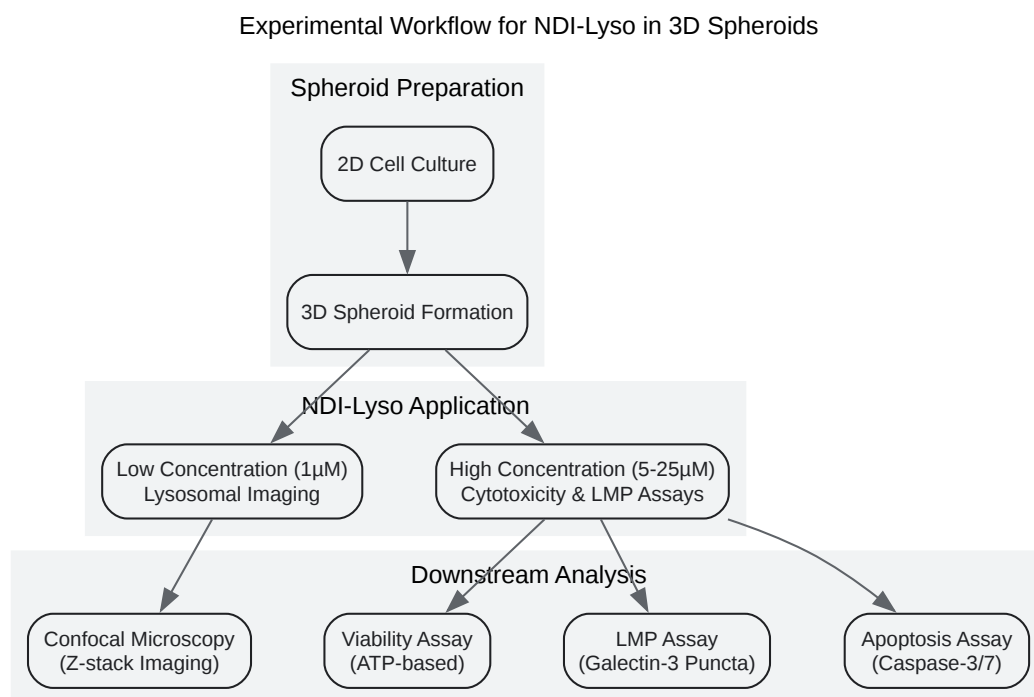 Experimental Workflow for NDI-Lyso in 3D Spheroids
Spheroid Preparation
2D Cell Culture
3D Spheroid Formation
NDI-Lyso Application
Low Concentration (1µM)
Lysosomal Imaging
High Concentration (5-25µM)
Cytotoxicity & LMP Assays
Downstream Analysis
Confocal Microscopy
(Z-stack Imaging)
Viability Assay
(ATP-based)
LMP Assay
(Galectin-3 Puncta)
Apoptosis Assay
(Caspase-3/7)